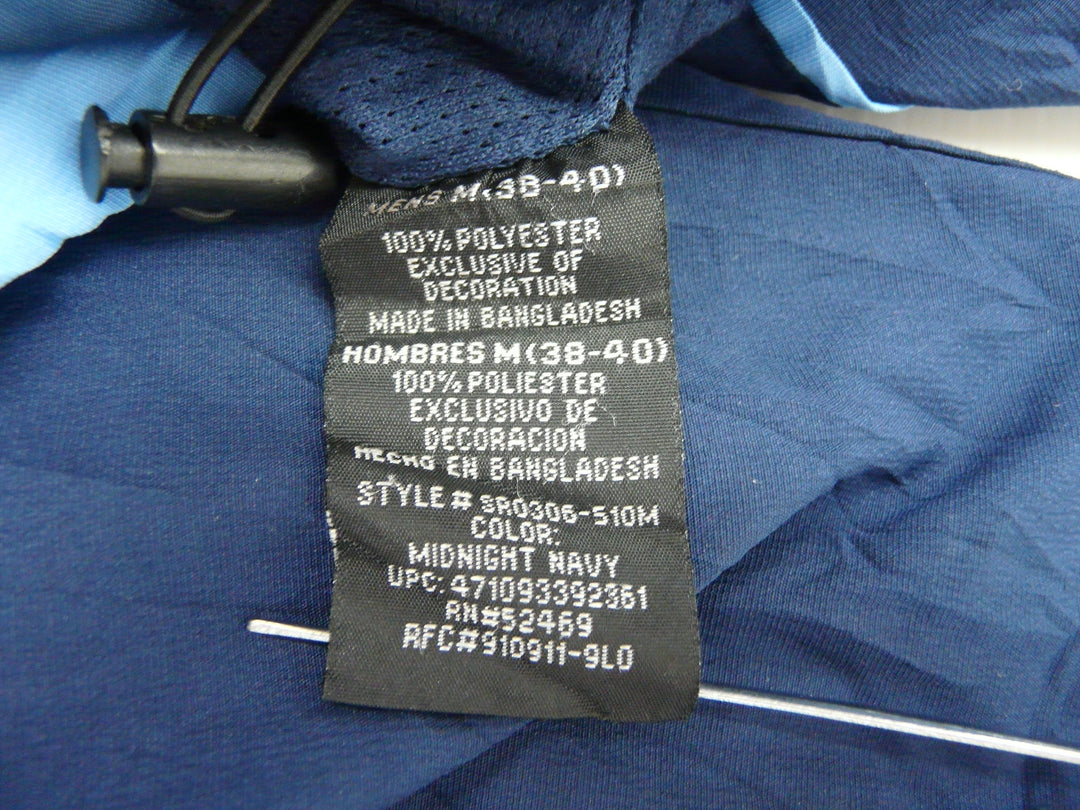 MENS M(38-40)
100% POLYESTER
EXCLUSIVE OF
DECORATION
MADE IN BANGLADESH
HOMBRES M(38-40)
100% POLIESTER
EXCLUSIVO DE
DECORACION
HECHO EN BANGLADESH
STYLE# SR0306-510M
COLOR:
MIDNIGHT NAVY
UPC: 471093392361
RN#52469
RFC#910911-9L0